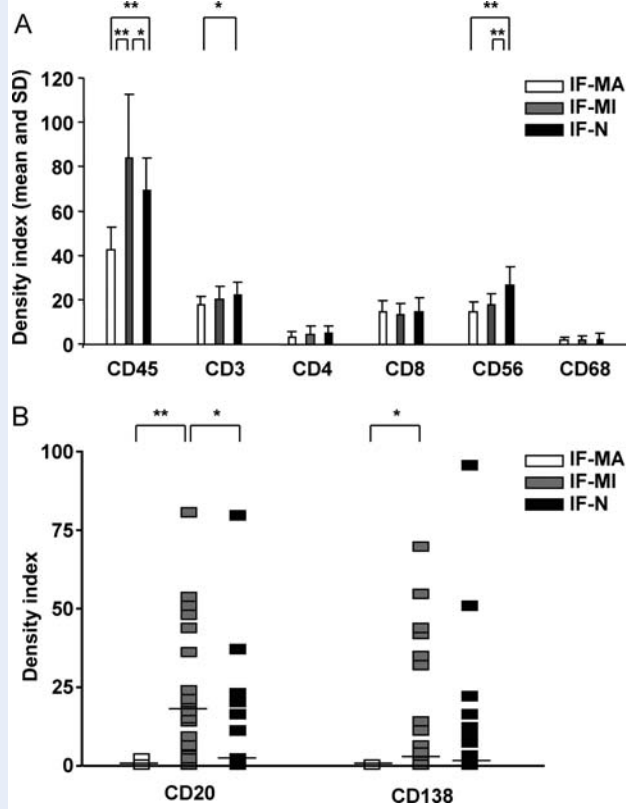 A
** *
** * ** **
Density index (mean and SD)
120
100
80
60
40
20
0
IF-MA
IF-MI
IF-N
CD45 CD3 CD4 CD8 CD56 CD68
B
** * *
Density index
100
75
50
25
0
IF-MA
IF-MI
IF-N
CD20 CD138